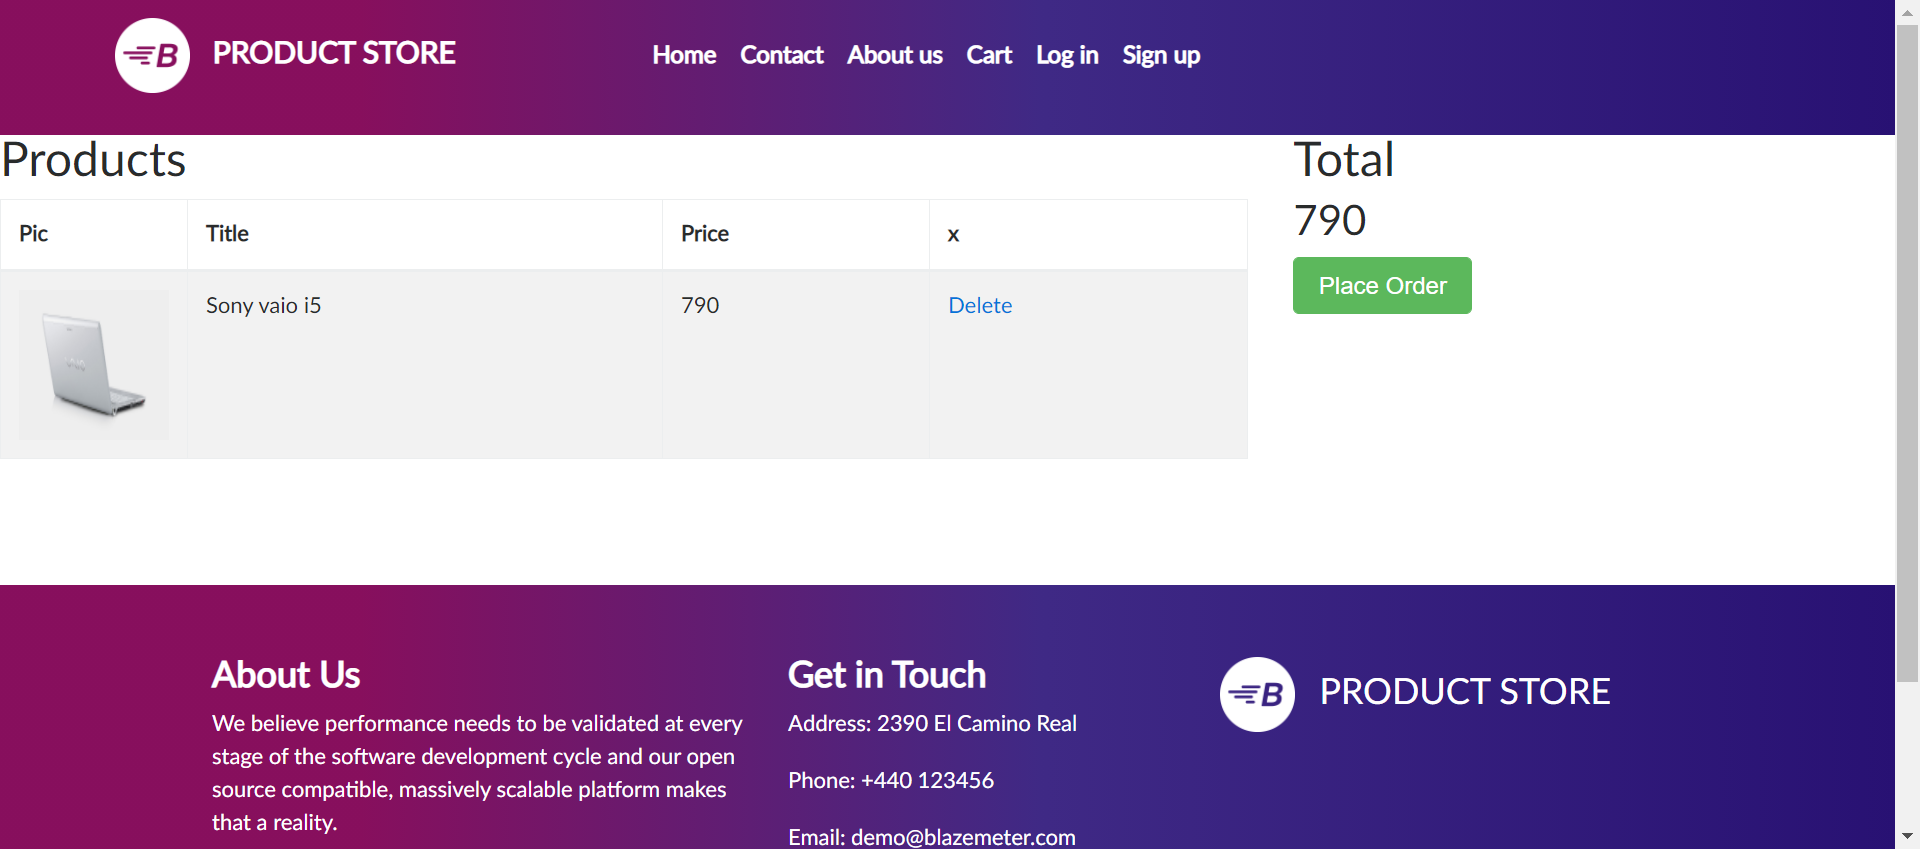 B PRODUCT STORE Home Contact About us Cart Log in Sign up
Products
Pic Title Price x
Sony vaio i5 790 Delete
VAIO
Total
790
Place Order
About Us
We believe performance needs to be validated at every
stage of the software development cycle and our open
source compatible, massively scalable platform makes
that a reality.
Get in Touch
Address: 2390 El Camino Real
Phone: +440 123456
Email: demo@blazemeter.com
B PRODUCT STORE